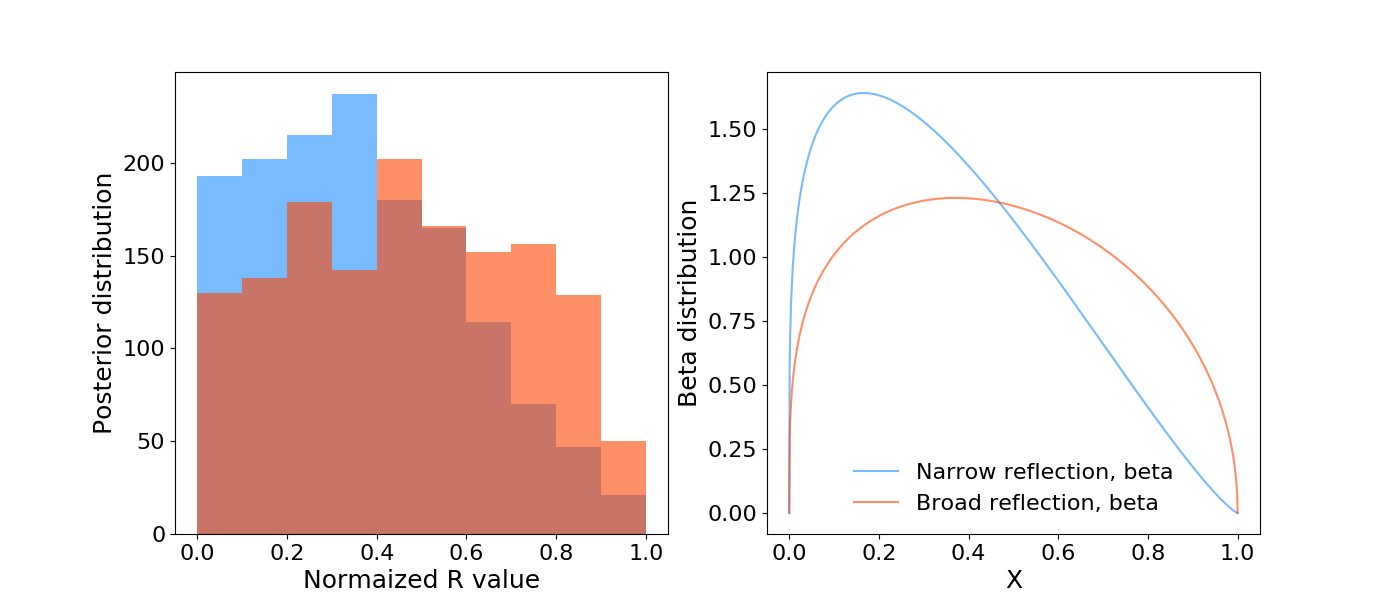 Posterior distribution
200
150
100
50
0
0.0 0.2 0.4 0.6 0.8 1.0
Normaized R value
Beta distribution
1.50
1.25
1.00
0.75
0.50
0.25
0.00
Narrow reflection, beta
Broad reflection, beta
0.0 0.2 0.4 0.6 0.8 1.0
X